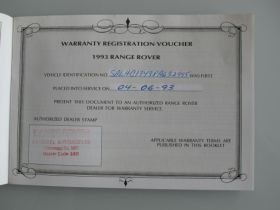 WARRANTY REGISTRATION VOUCHER
1993 RANGE ROVER
VEHICLE IDENTIFICATION NO. WAS FIRST
PLACED INTO SERVICE ON 04-06-93
PRESENT THIS DOCUMENT TO AN AUTHORIZED RANGE ROVER
DEALER FOR WARRANTY SERVICE.
AUTHORIZED DEALER STAMP
APPLICABLE WARRANTY TERMS ARE
PUBLISHED IN THIS BOOKLET